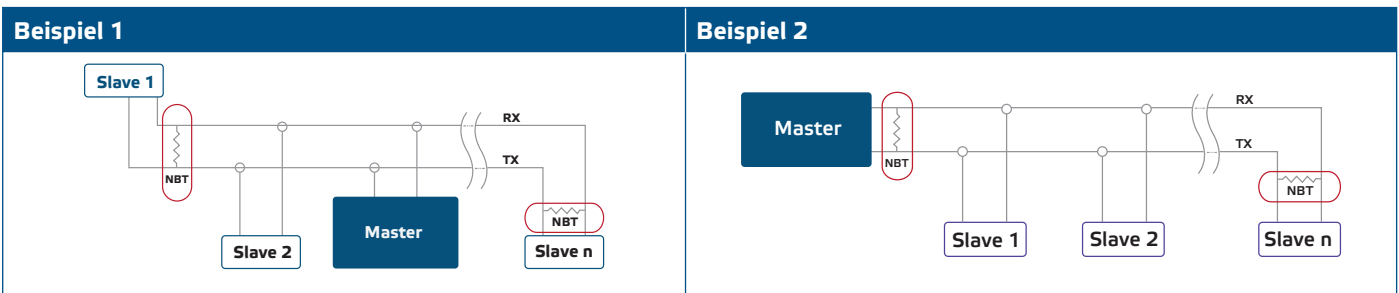 Beispiel 1
Slave 1
RX
TX
NBT
NBT
Master
Slave 2
Slave n
Beispiel 2
RX
Master
TX
NBT
NBT
Slave 1
Slave 2
Slave n